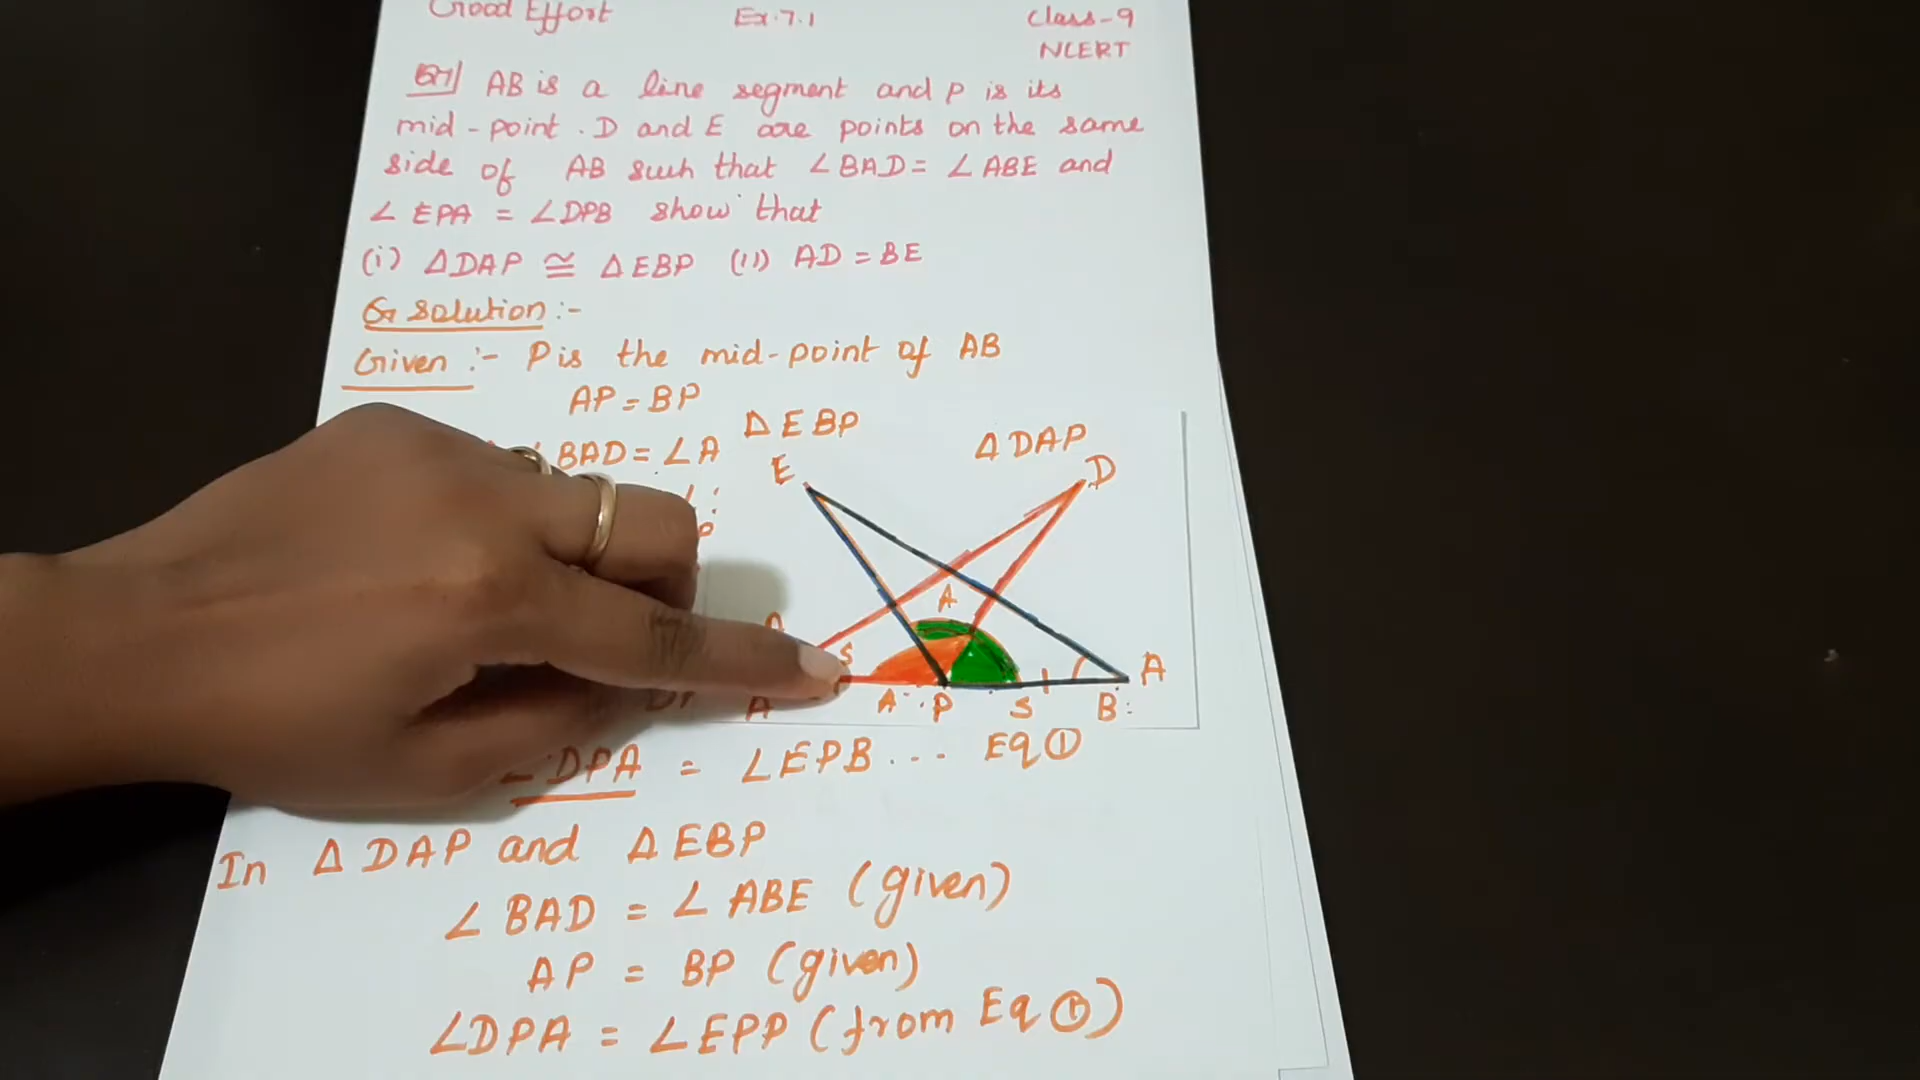 Good Effort Ex.7.1 Class-9
NCERT
AB is a line segment and P is its
mid-point. D and E are points on the same
side of AB such that ∠BAD = ∠ABE and
∠EPA = ∠DPB show that
(i) ΔDAP ≅ ΔEBP (ii) AD = BE
solution:-
Given :- P is the mid-point of AB
AP = BP
BAD = ∠A
ΔEBP ΔDAP
E D
A
S A
A P S B
A
∠DPA = ∠EPB... Eq ①
In ΔDAP and ΔEBP
∠BAD = ∠ABE (given)
AP = BP (given)
∠DPA = ∠EPP (from Eq ①)